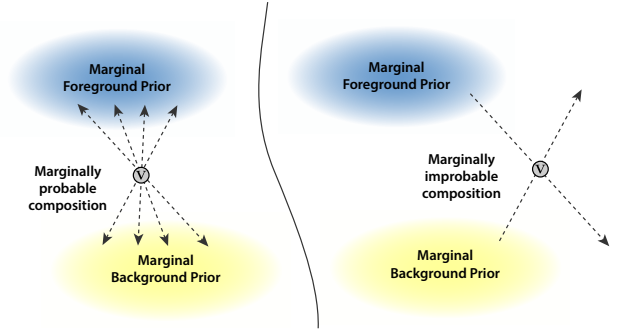 Marginal
Foreground Prior
Marginally
probable
composition
V
Marginal
Background Prior
Marginal
Foreground Prior
Marginally
improbable
composition
V
Marginal
Background Prior